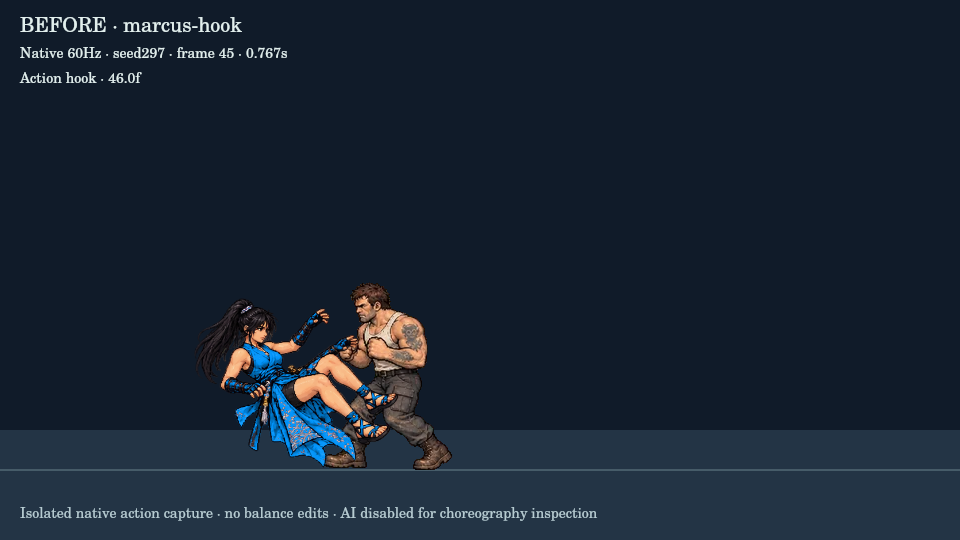 BEFORE · marcus-hook
Native 60Hz · seed297 · frame 45 · 0.767s
Action hook · 46.0f
Isolated native action capture · no balance edits · AI disabled for choreography inspection